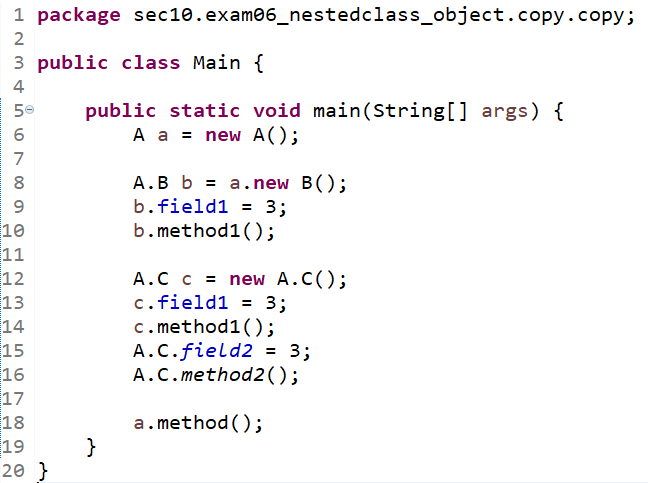 1 package sec10.exam06_nestedclass_object.copy.copy;
2
3 public class Main {
4
5     public static void main(String[] args) {
6         A a = new A();
7
8         A.B b = a.new B();
9         b.field1 = 3;
10         b.method1();
11
12         A.C c = new A.C();
13         c.field1 = 3;
14         c.method1();
15         A.C.field2 = 3;
16         A.C.method2();
17
18         a.method();
19     }
20 }